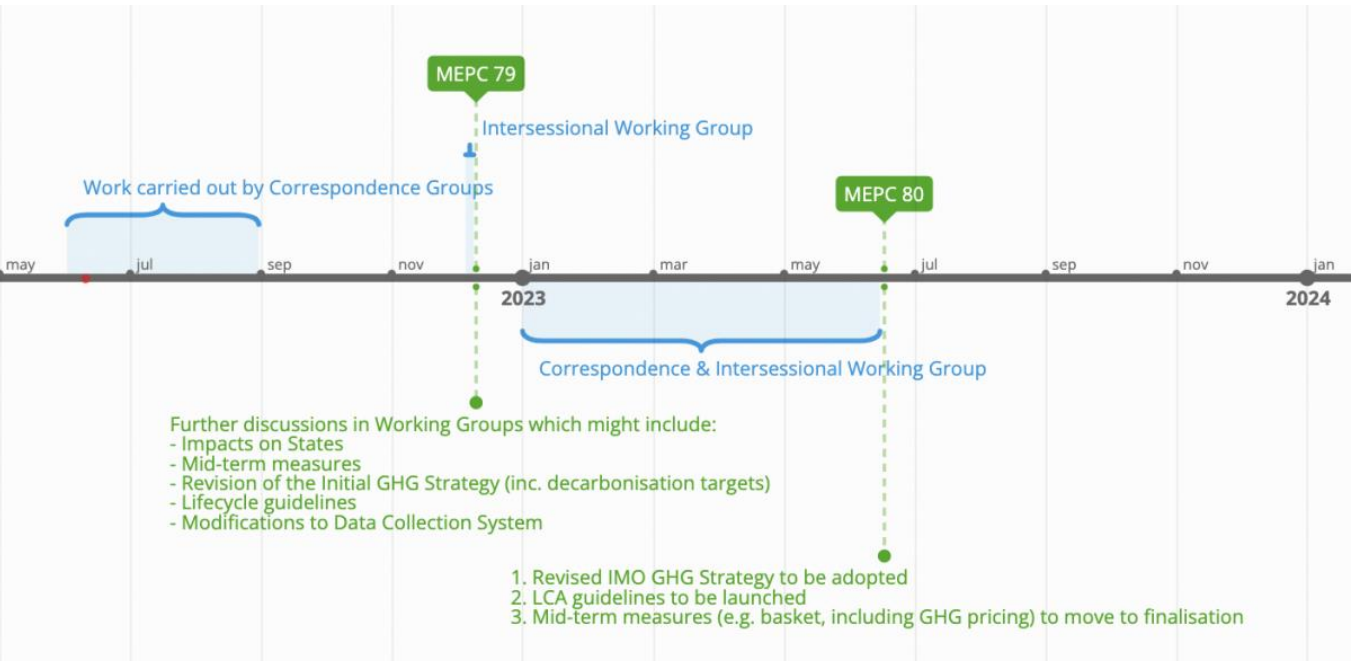 MEPC 79
Intersessional Working Group
Work carried out by Correspondence Groups
MEPC 80
may jul sep nov jan mar may jul sep nov jan
2023 2024
Correspondence & Intersessional Working Group
Further discussions in Working Groups which might include:
- Impacts on States
- Mid-term measures
- Revision of the Initial GHG Strategy (inc. decarbonisation targets)
- Lifecycle guidelines
- Modifications to Data Collection System
1. Revised IMO GHG Strategy to be adopted
2. LCA guidelines to be launched
3. Mid-term measures (e.g. basket, including GHG pricing) to move to finalisation